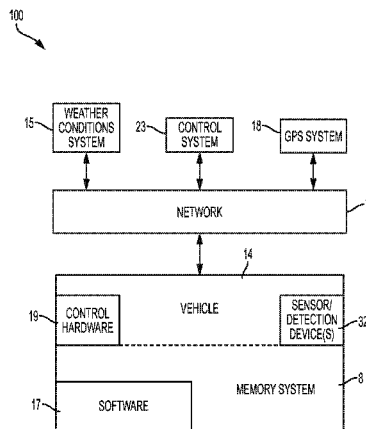 100
15
WEATHER
CONDITIONS
SYSTEM
23
CONTROL
SYSTEM
18
GPS SYSTEM
NETWORK
14
VEHICLE
19
CONTROL
HARDWARE
SENSOR/
DETECTION
DEVICE(S)
32
MEMORY SYSTEM
8
17
SOFTWARE